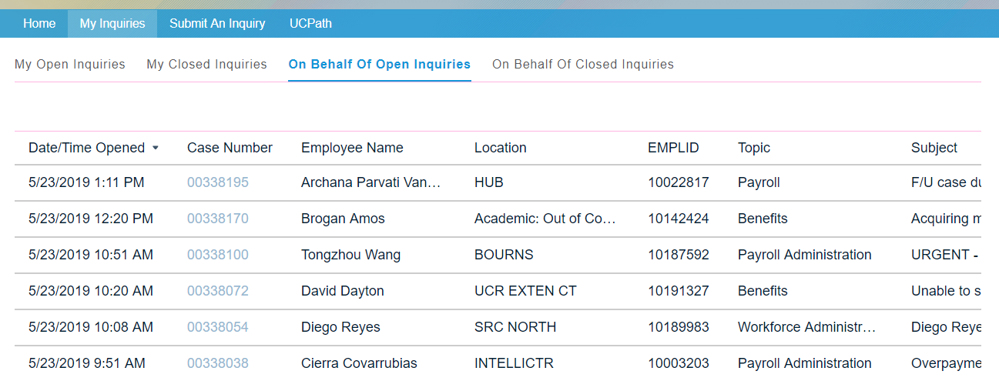 Home My Inquiries Submit An Inquiry UCPath
My Open Inquiries My Closed Inquiries On Behalf Of Open Inquiries On Behalf Of Closed Inquiries
Date/Time Opened Case Number Employee Name Location EMPLID Topic Subject
5/23/2019 1:11 PM 00338195 Archana Parvati Van… HUB 10022817 Payroll F/U case
5/23/2019 12:20 PM 00338170 Brogan Amos Academic: Out of Co… 10142424 Benefits Acquiring
5/23/2019 10:51 AM 00338100 Tongzhou Wang BOURNS 10187592 Payroll Administration URGENT -
5/23/2019 10:20 AM 00338072 David Dayton UCR EXTEN CT 10191327 Benefits Unable to
5/23/2019 10:08 AM 00338054 Diego Reyes SRC NORTH 10189983 Workforce Administr… Diego Reye
5/23/2019 9:51 AM 00338038 Cierra Covarrubias INTELLICTR 10003203 Payroll Administration Overpayme